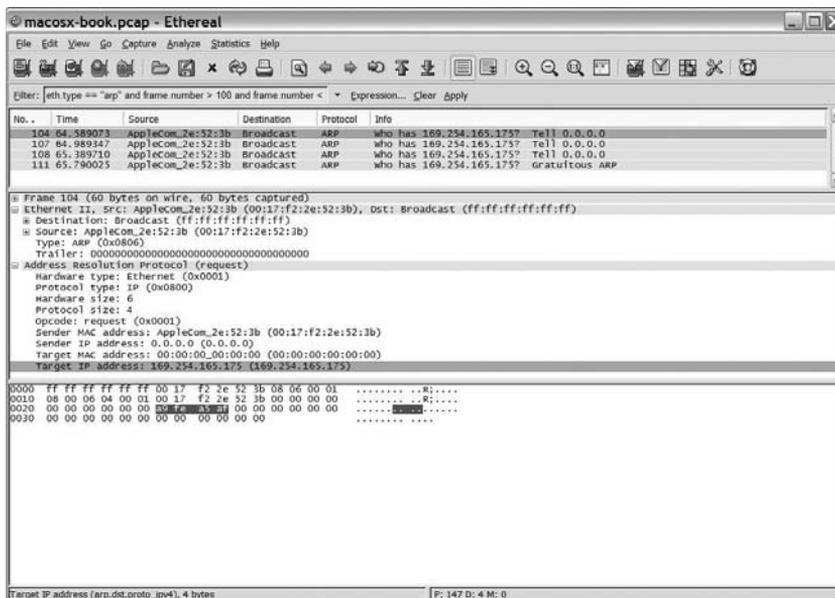 macosx-book.pcap - Ethereal
File Edit View Go Capture Analyze Statistics Help
Filter: eth.type == "arp" and frame.number > 100 and frame.number < Expression... Clear Apply
No. . Time Source Destination Protocol Info
104 64.589073 AppleCom_2e:52:3b Broadcast ARP who has 169.254.165.175? Tell 0.0.0.0
107 64.989347 AppleCom_2e:52:3b Broadcast ARP who has 169.254.165.175? Tell 0.0.0.0
108 65.389710 AppleCom_2e:52:3b Broadcast ARP who has 169.254.165.175? Tell 0.0.0.0
111 65.790025 AppleCom_2e:52:3b Broadcast ARP who has 169.254.165.175? Gratuitous ARP
Frame 104 (60 bytes on wire, 60 bytes captured)
Ethernet II, Src: AppleCom_2e:52:3b (00:17:f2:2e:52:3b), Dst: Broadcast (ff:ff:ff:ff:ff:ff)
Destination: Broadcast (ff:ff:ff:ff:ff:ff)
Source: AppleCom_2e:52:3b (00:17:f2:2e:52:3b)
Type: ARP (0x0806)
Trailer: 000000000000000000000000000000000000
Address Resolution Protocol (request)
Hardware type: Ethernet (0x0001)
Protocol type: IP (0x0800)
Hardware size: 6
Protocol size: 4
Opcode: request (0x0001)
Sender MAC address: AppleCom_2e:52:3b (00:17:f2:2e:52:3b)
Sender IP address: 0.0.0.0 (0.0.0.0)
Target MAC address: 00:00:00_00:00:00 (00:00:00:00:00:00)
Target IP address: 169.254.165.175 (169.254.165.175)
0000 ff ff ff ff ff ff 00 17 f2 2e 52 3b 08 06 00 01 ........ ..R;....
0010 08 00 06 04 00 01 00 17 f2 2e 52 3b 00 00 00 00 ........ ..R;....
0020 00 00 00 00 00 00 a9 fe a5 af 00 00 00 00 00 00 ........ ........
0030 00 00 00 00 00 00 00 00 00 00 00 00 ........ ....
Target IP address (arp.dst.proto_ipv4), 4 bytes P: 147 D: 4 M: 0